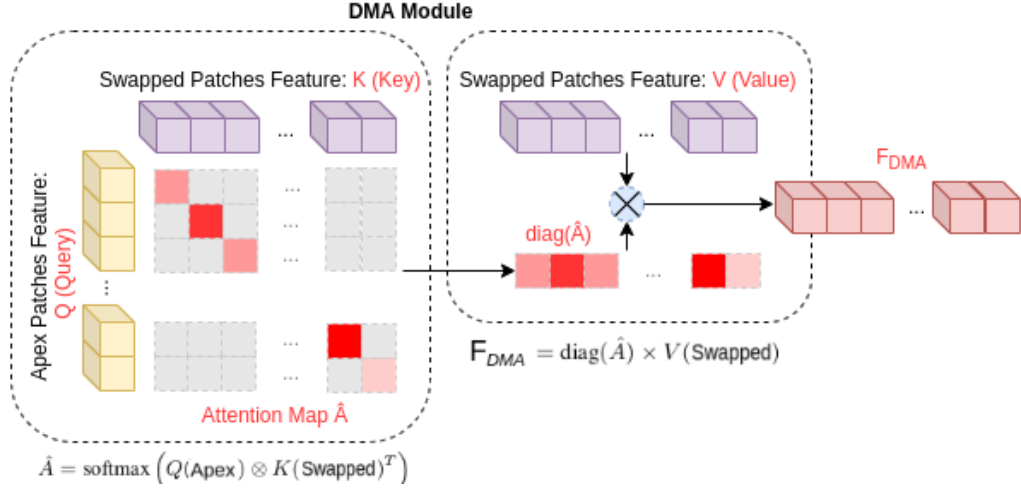 DMA Module
Swapped Patches Feature: K (Key)
...
Apex Patches Feature:
Q (Query)
...
...
...
...
...
...
Attention Map Â
Â = softmax (Q(Apex) ⊗ K(Swapped)^T)
Swapped Patches Feature: V (Value)
...
diag(Â)
...
F_DMA = diag(Â) × V(Swapped)
F_DMA
...